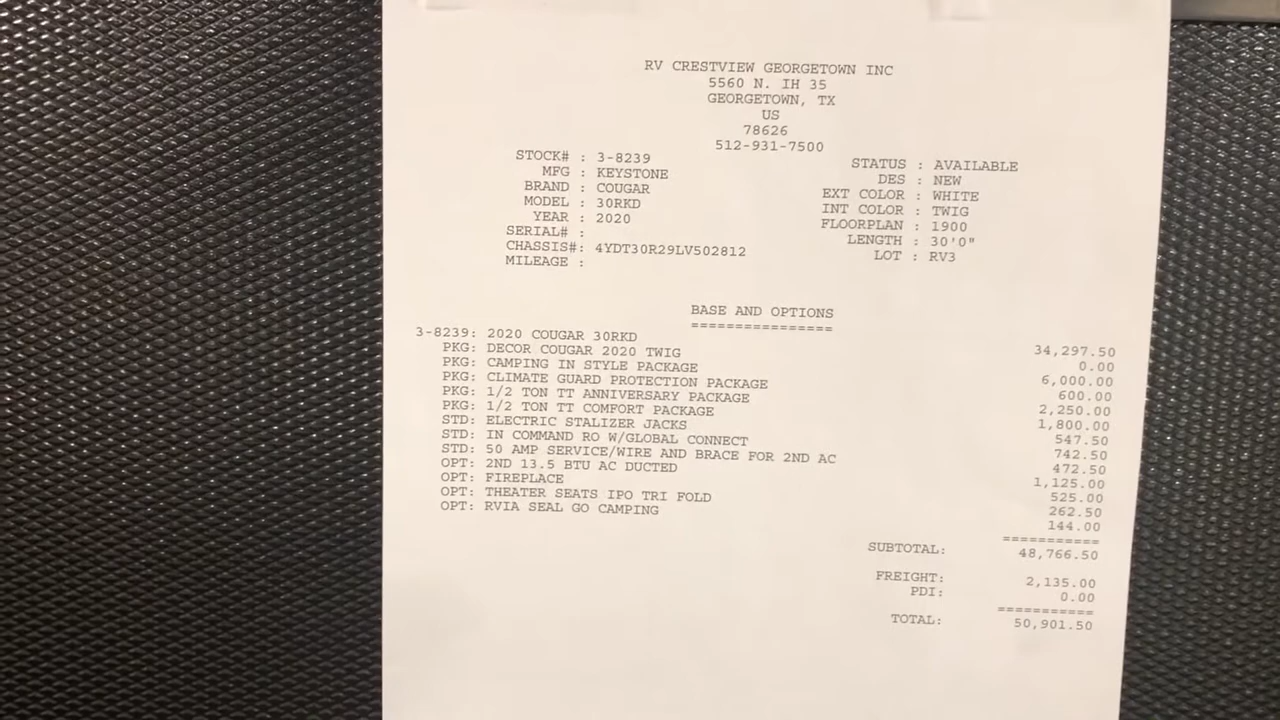 RV CRESTVIEW GEORGETOWN INC
5560 N. IH 35
GEORGETOWN, TX
US
78626
512-931-7500
STOCK# : 3-8239 STATUS : AVAILABLE
MFG : KEYSTONE DES : NEW
BRAND : COUGAR EXT COLOR : WHITE
MODEL : 30RKD INT COLOR : TWIG
YEAR : 2020 FLOORPLAN : 1900
SERIAL# : LENGTH : 30'0"
CHASSIS#: 4YDT30R29LV502812 LOT : RV3
MILEAGE :
BASE AND OPTIONS
================
3-8239: 2020 COUGAR 30RKD 34,297.50
PKG: DECOR COUGAR 2020 TWIG 0.00
PKG: CAMPING IN STYLE PACKAGE 6,000.00
PKG: CLIMATE GUARD PROTECTION PACKAGE 600.00
PKG: 1/2 TON TT ANNIVERSARY PACKAGE 2,250.00
PKG: 1/2 TON TT COMFORT PACKAGE 1,800.00
STD: ELECTRIC STALIZER JACKS 547.50
STD: IN COMMAND RO W/GLOBAL CONNECT 742.50
STD: 50 AMP SERVICE/WIRE AND BRACE FOR 2ND AC 472.50
OPT: 2ND 13.5 BTU AC DUCTED 1,125.00
OPT: FIREPLACE 525.00
OPT: THEATER SEATS IPO TRI FOLD 262.50
OPT: RVIA SEAL GO CAMPING 144.00
===========
SUBTOTAL: 48,766.50
FREIGHT: 2,135.00
PDI: 0.00
===========
TOTAL: 50,901.50